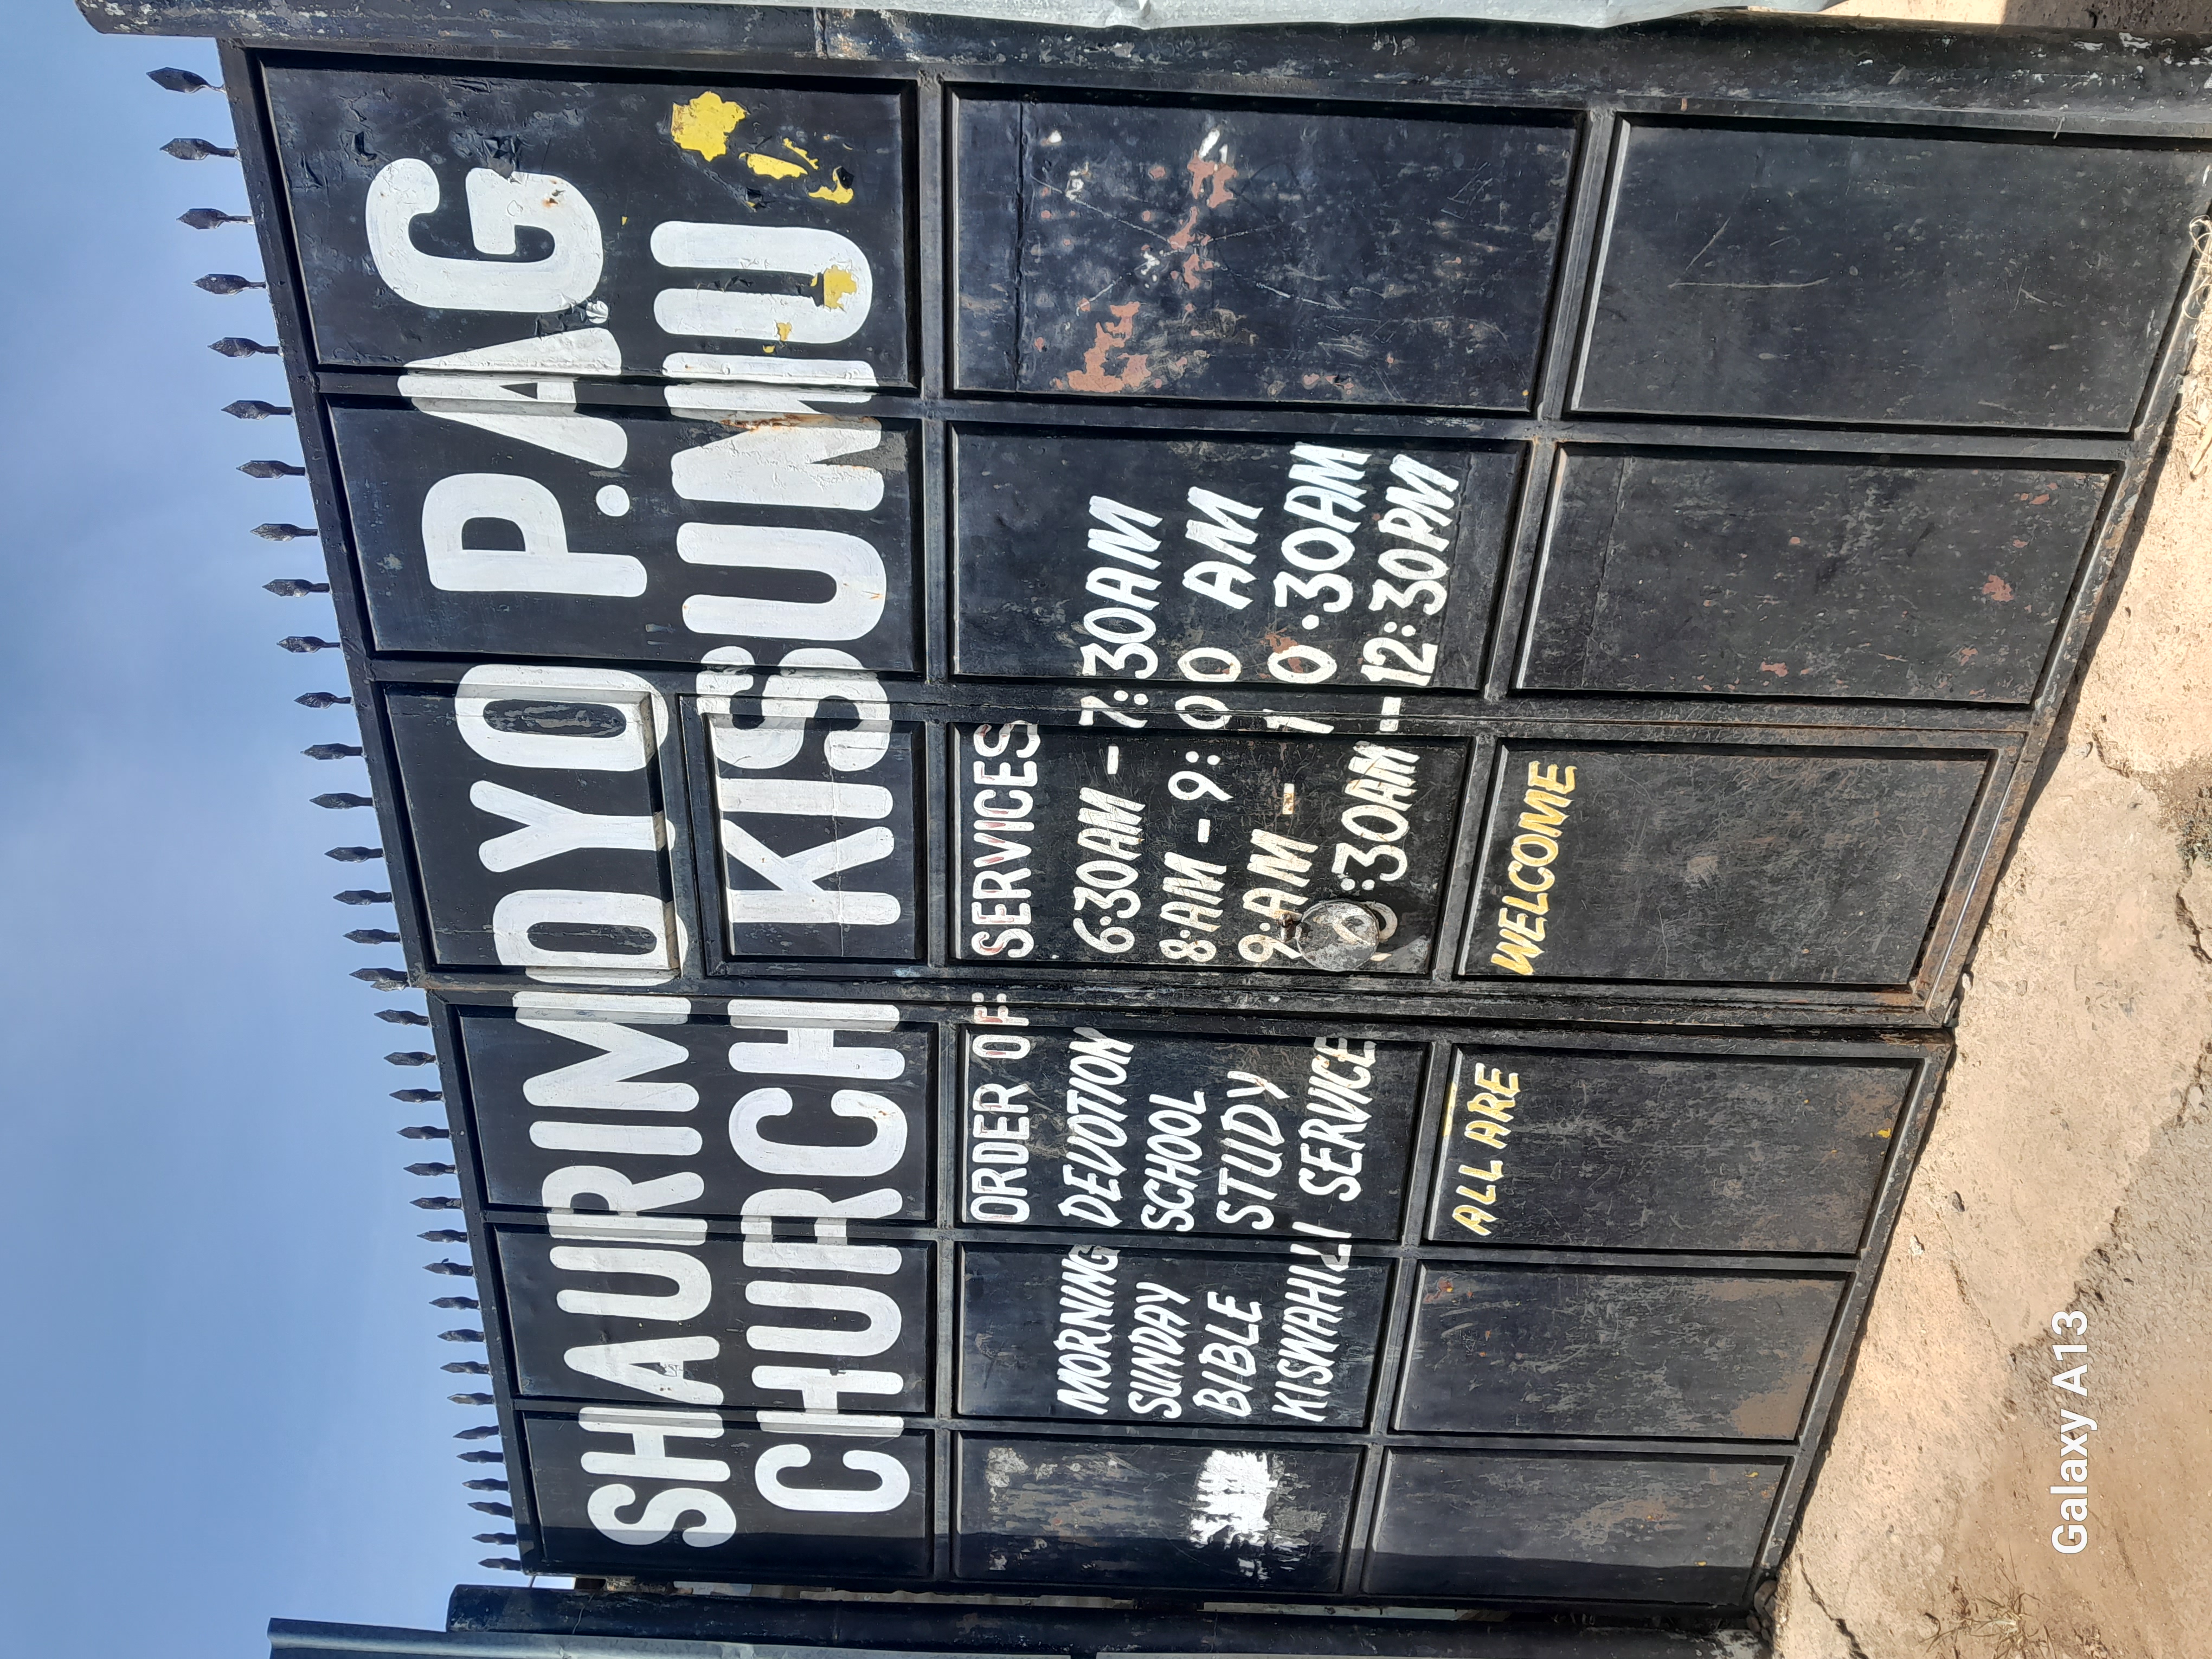 SHAURIMOYO P.A.G
CHURCH KISUMU
ORDER OF SERVICES
MORNING DEVOTION 6:30AM - 7:30AM
SUNDAY SCHOOL 8:AM - 9:00 AM
BIBLE STUDY 9:AM - 10.30AM
KISWAHILI SERVICE :30AM - 12:30PM
ALL ARE WELCOME
Galaxy A13